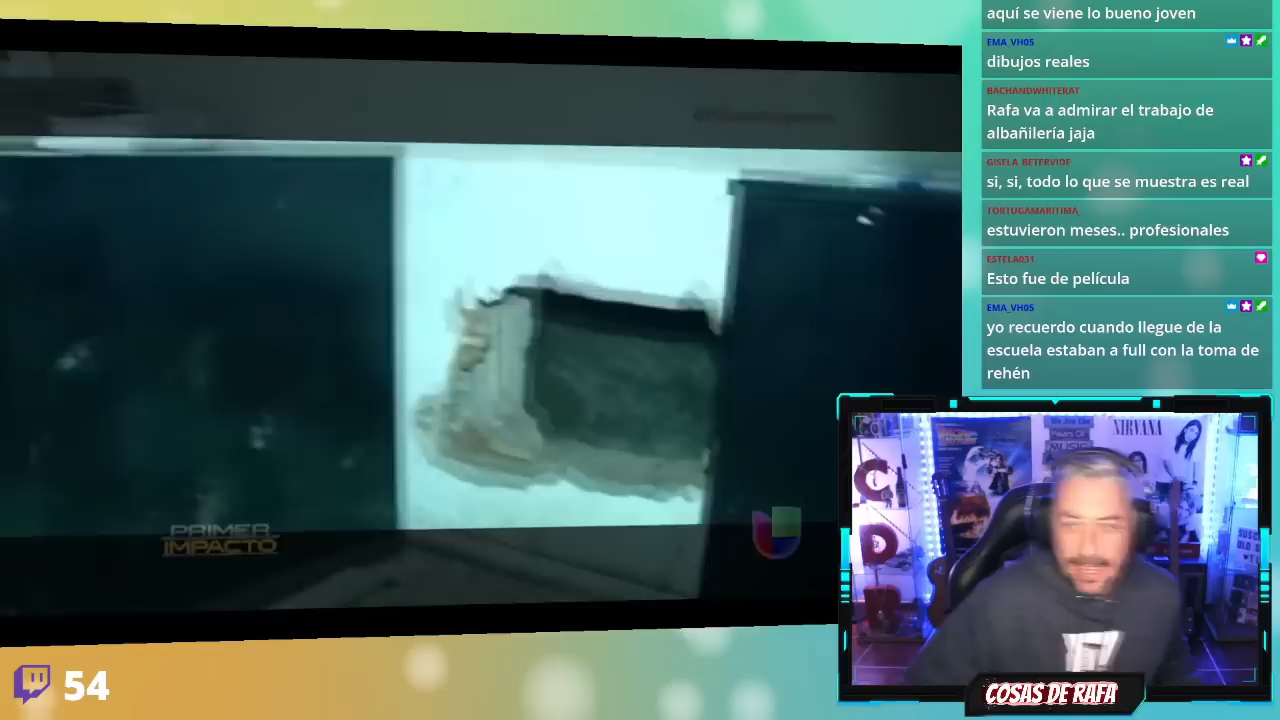 aquí se viene lo bueno joven
EMA_VH05
dibujos reales
BACHANDWHITERAT
Rafa va a admirar el trabajo de
albañilería jaja
GISELA_BETERVIDE
si, si, todo lo que se muestra es real
TORTUGAMARITIMA_
estuvieron meses.. profesionales
ESTELA031
Esto fue de película
EMA_VH05
yo recuerdo cuando llegue de la
escuela estaban a full con la toma de
rehén
PRIMER
IMPACTO
NIRVANA
C
D
R
54
COSAS DE RAFA